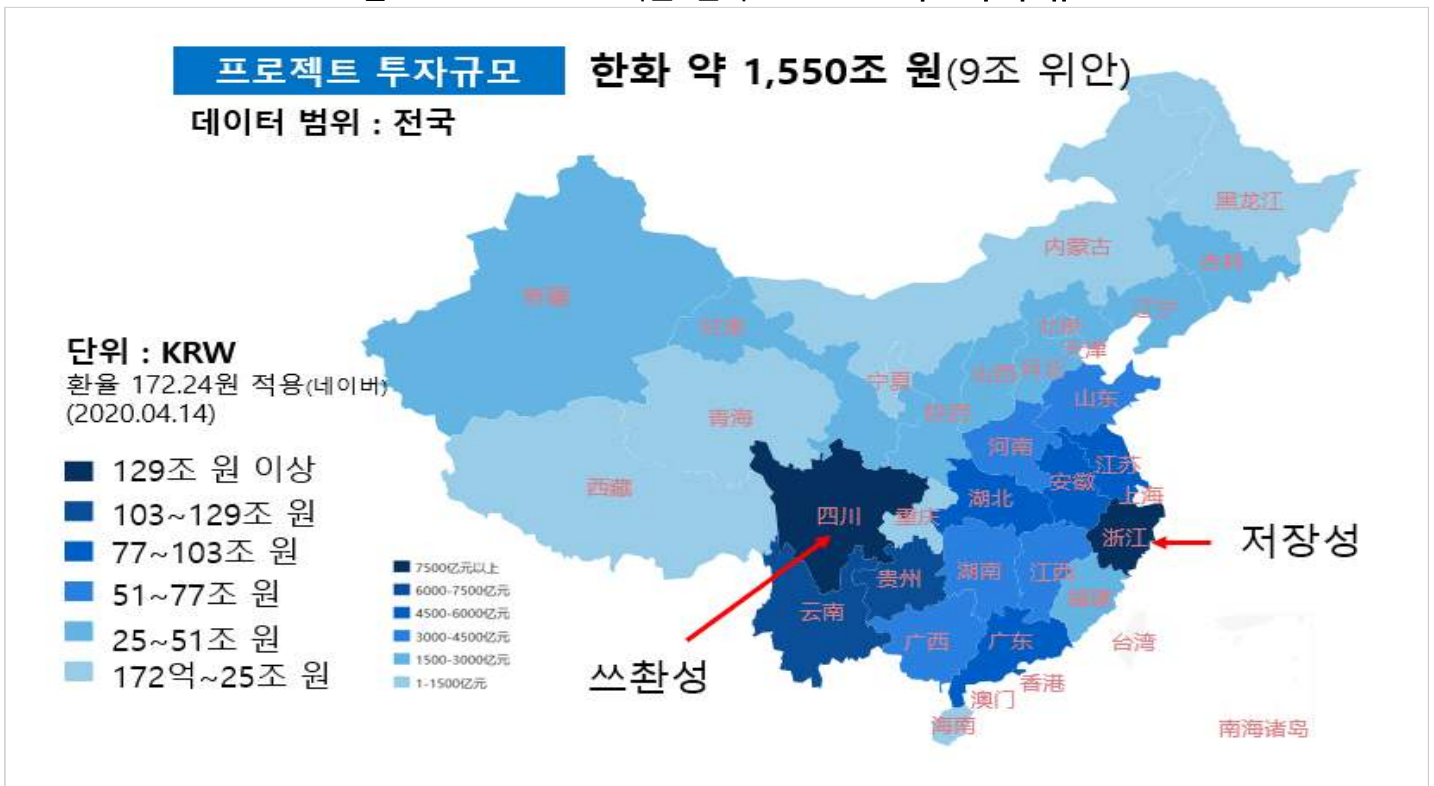 프로젝트 투자규모
한화 약 1,550조 원(9조 위안)
데이터 범위 : 전국
단위 : KRW
환율 172.24원 적용(네이버)
(2020.04.14)
129조 원 이상
103~129조 원
77~103조 원
51~77조 원
25~51조 원
172억~25조 원
7500亿元以上
6000-7500亿元
4500-6000亿元
3000-4500亿元
1500-3000亿元
1-1500亿元
黑龙江
内蒙古
吉林
辽宁
新疆
甘肃
北京
天津
宁夏
山西
河北
山东
青海
陕西
河南
西藏
江苏
安徽
上海
湖北
四川
重庆
浙江
저장성
贵州
湖南
江西
云南
福建
广西
广东
台湾
쓰촨성
香港
澳门
海南
南海诸岛